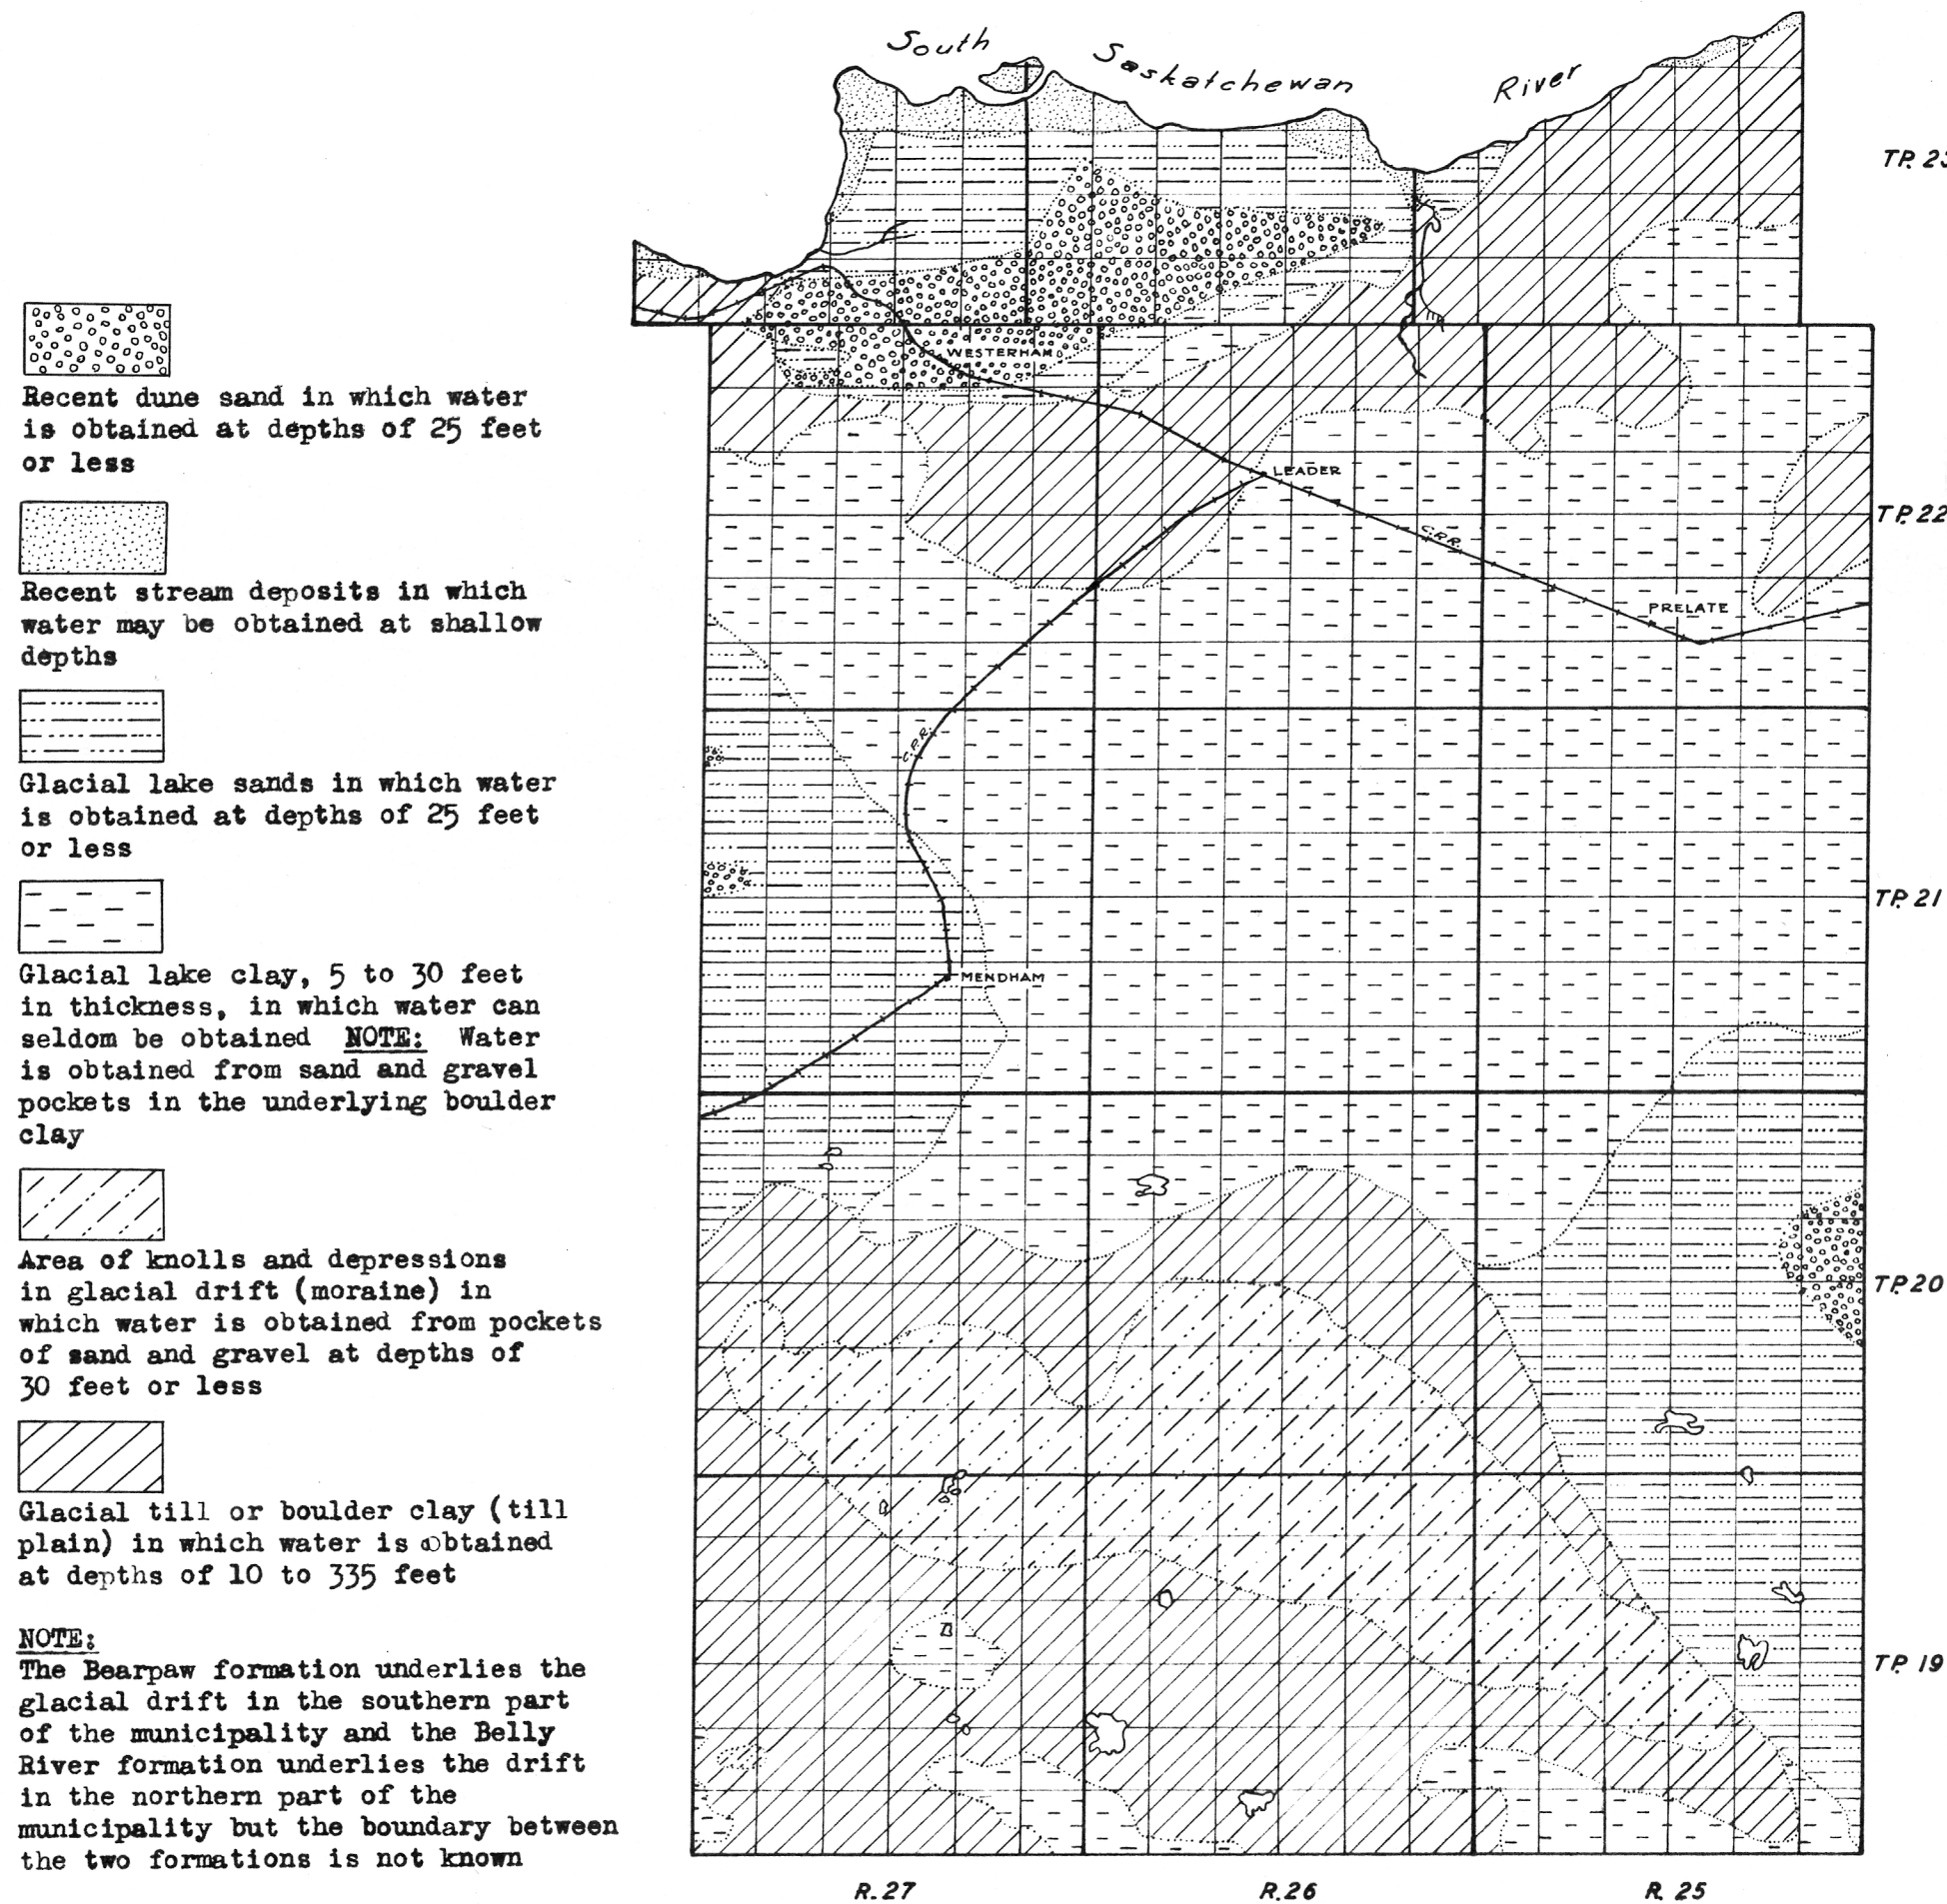 South Saskatchewan River
TP. 23
Recent dune sand in which water
is obtained at depths of 25 feet
or less
WESTERHAM
LEADER
C.P.R.
TP. 22
Recent stream deposits in which
water may be obtained at shallow
depths
PRELATE
C.P.R.
Glacial lake sands in which water
is obtained at depths of 25 feet
or less
TP. 21
MENDHAM
Glacial lake clay, 5 to 30 feet
in thickness, in which water can
seldom be obtained NOTE: Water
is obtained from sand and gravel
pockets in the underlying boulder
clay
TP. 20
Area of knolls and depressions
in glacial drift (moraine) in
which water is obtained from pockets
of sand and gravel at depths of
30 feet or less
Glacial till or boulder clay (till
plain) in which water is obtained
at depths of 10 to 335 feet
TP. 19
NOTE:
The Bearpaw formation underlies the
glacial drift in the southern part
of the municipality and the Belly
River formation underlies the drift
in the northern part of the
municipality but the boundary between
the two formations is not known
R. 27
R. 26
R. 25